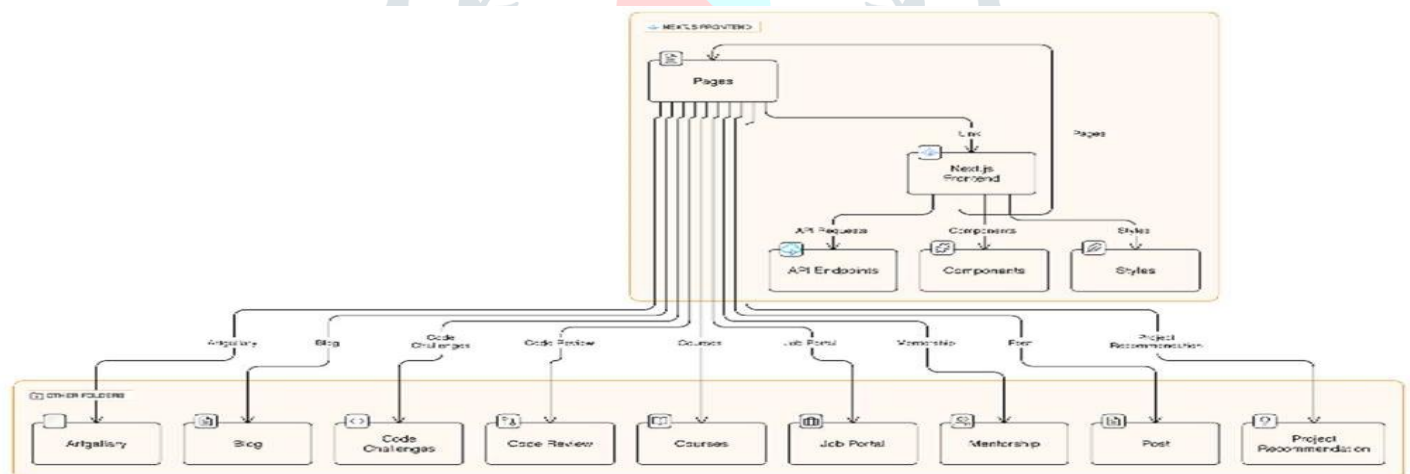 NEXT.JS FRONTEND
Pages
Link
Pages
Next.js
Frontend
API Requests
Components
Styles
API Endpoints
Components
Styles
Artgallary
Blog
Code
Challenges
Code Review
Courses
Job Portal
Mentorship
Post
Project
Recommendation
OTHER FOLDERS
Artgallary
Blog
Code
Challenges
Code Review
Courses
Job Portal
Mentorship
Post
Project
Recommendation